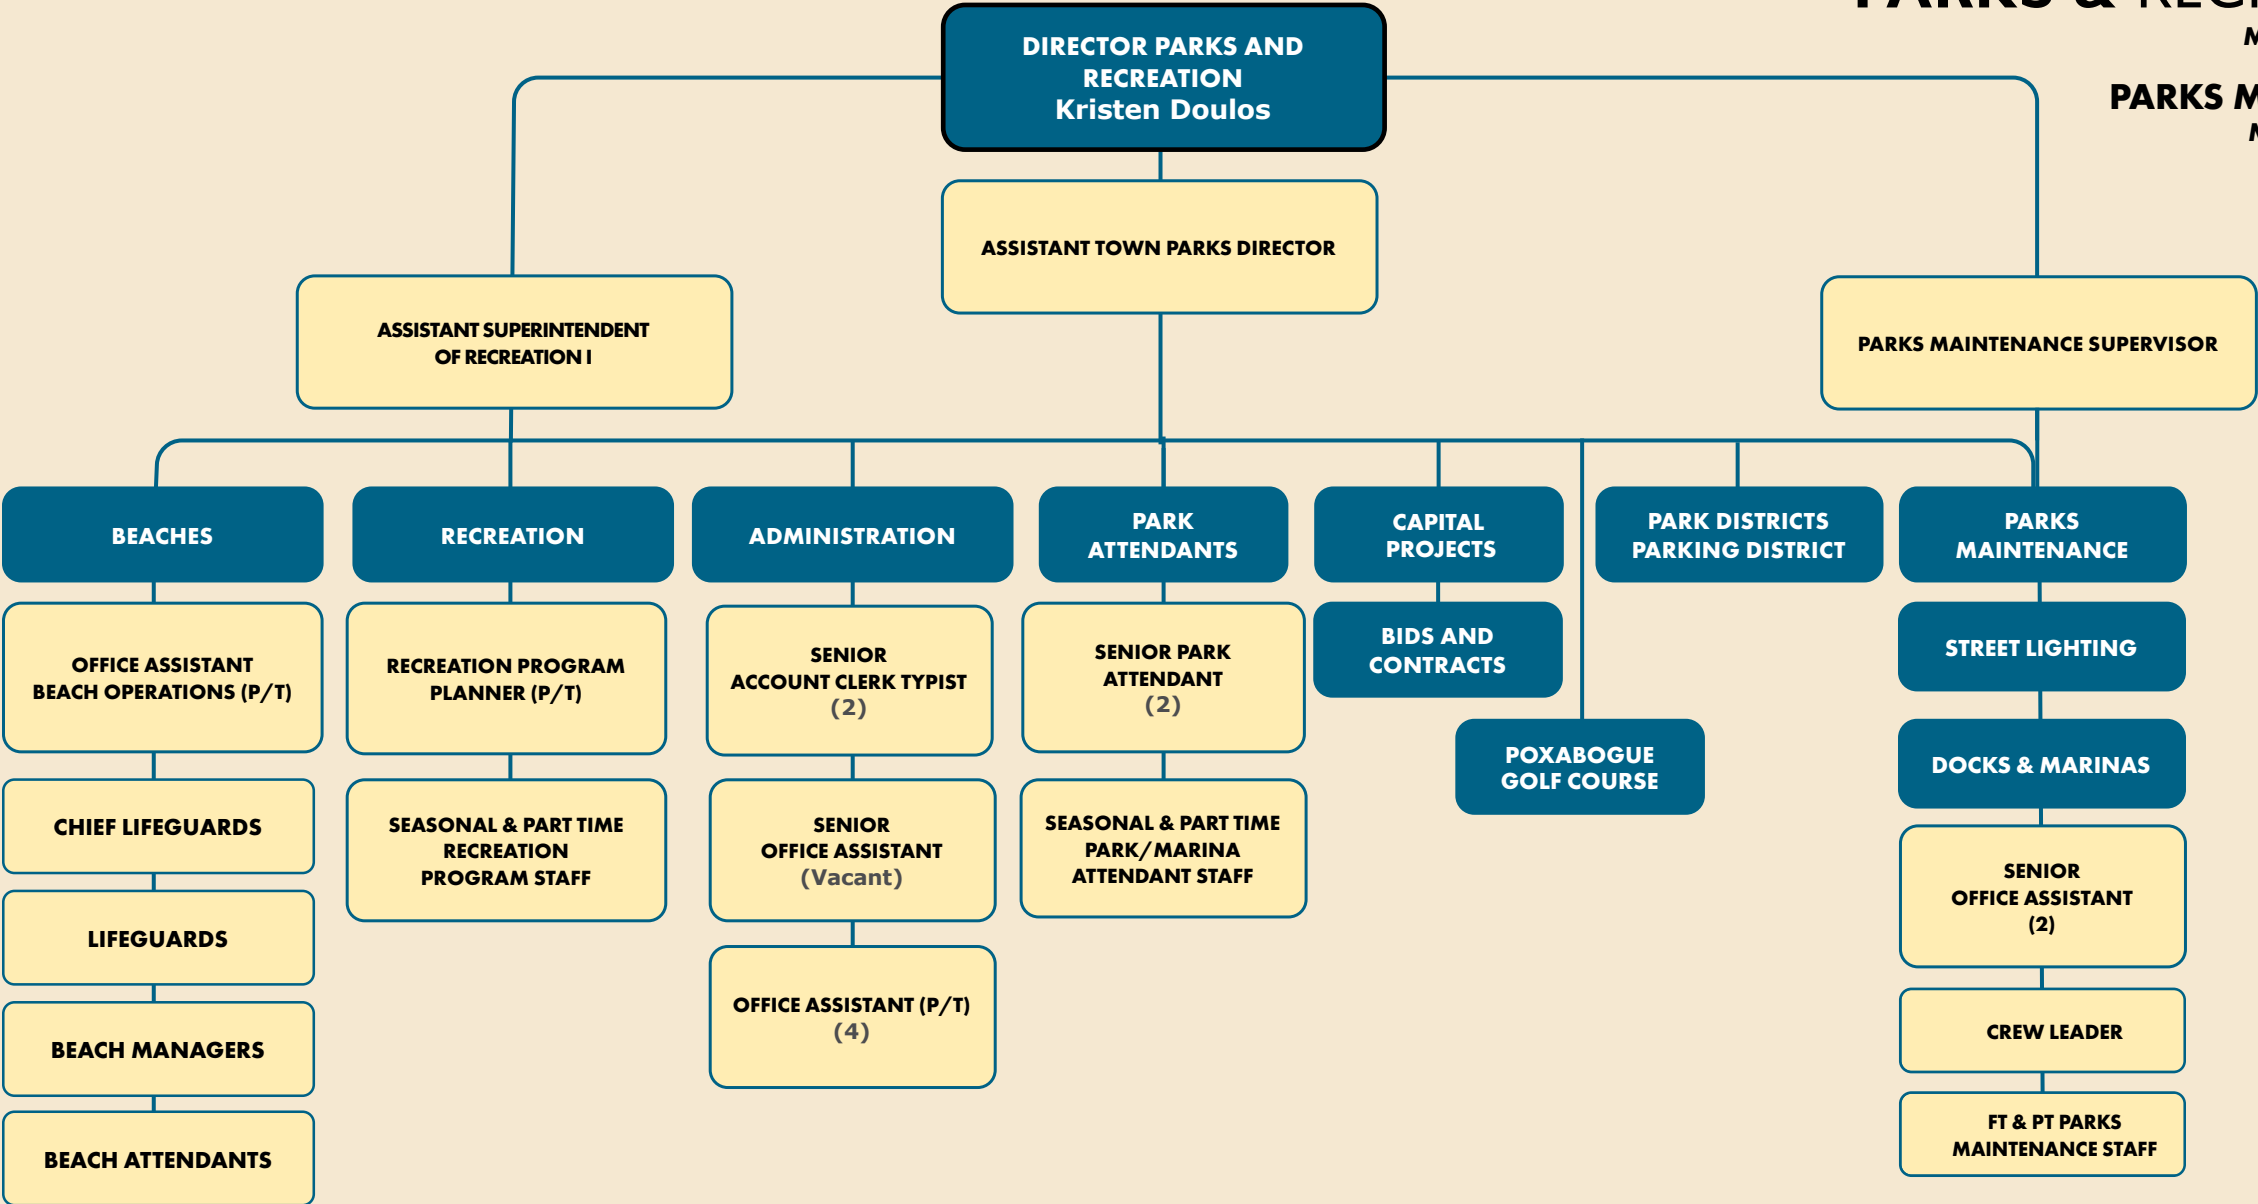 PARKS &
M
PARKS M
M
DIRECTOR PARKS AND
RECREATION
Kristen Doulos
ASSISTANT TOWN PARKS DIRECTOR
ASSISTANT SUPERINTENDENT
OF RECREATION I
PARKS MAINTENANCE SUPERVISOR
BEACHES
OFFICE ASSISTANT
BEACH OPERATIONS (P/T)
CHIEF LIFEGUARDS
LIFEGUARDS
BEACH MANAGERS
BEACH ATTENDANTS
RECREATION
RECREATION PROGRAM
PLANNER (P/T)
SEASONAL & PART TIME
RECREATION
PROGRAM STAFF
ADMINISTRATION
SENIOR
ACCOUNT CLERK TYPIST
(2)
SENIOR
OFFICE ASSISTANT
(Vacant)
OFFICE ASSISTANT (P/T)
(4)
PARK
ATTENDANTS
SENIOR PARK
ATTENDANT
(2)
SEASONAL & PART TIME
PARK/MARINA
ATTENDANT STAFF
CAPITAL
PROJECTS
BIDS AND
CONTRACTS
POXABOGUE
GOLF COURSE
PARK DISTRICTS
PARKING DISTRICT
PARKS
MAINTENANCE
STREET LIGHTING
DOCKS & MARINAS
SENIOR
OFFICE ASSISTANT
(2)
CREW LEADER
FT & PT PARKS
MAINTENANCE STAFF